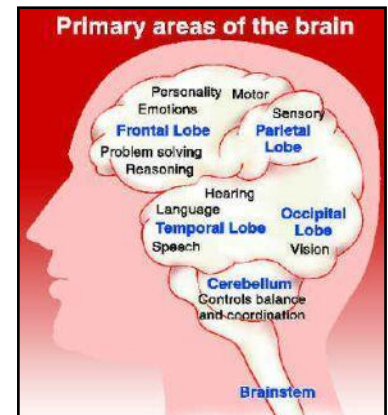 Primary areas of the brain
Personality Motor
Emotions
Sensory
Frontal Lobe
Parietal
Lobe
Problem solving
Reasoning
Hearing
Language
Temporal Lobe
Speech
Occipital
Lobe
Vision
Cerebellum
Controls balance
and coordination
Brainstem